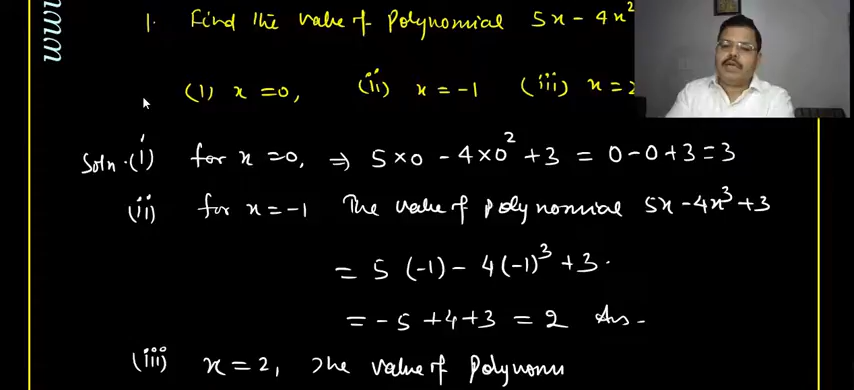 1. Find the value of Polynomial 5x - 4x²
(i) x = 0, (ii) x = -1 (iii) x = 2
Soln. (i) for x = 0, ⇒ 5×0 - 4×0² + 3 = 0 - 0 + 3 = 3
(ii) for x = -1 The value of polynomial 5x - 4x³ + 3
= 5 (-1) - 4(-1)³ + 3.
= -5 + 4 + 3 = 2 Ans -
(iii) x = 2, The value of Polynom